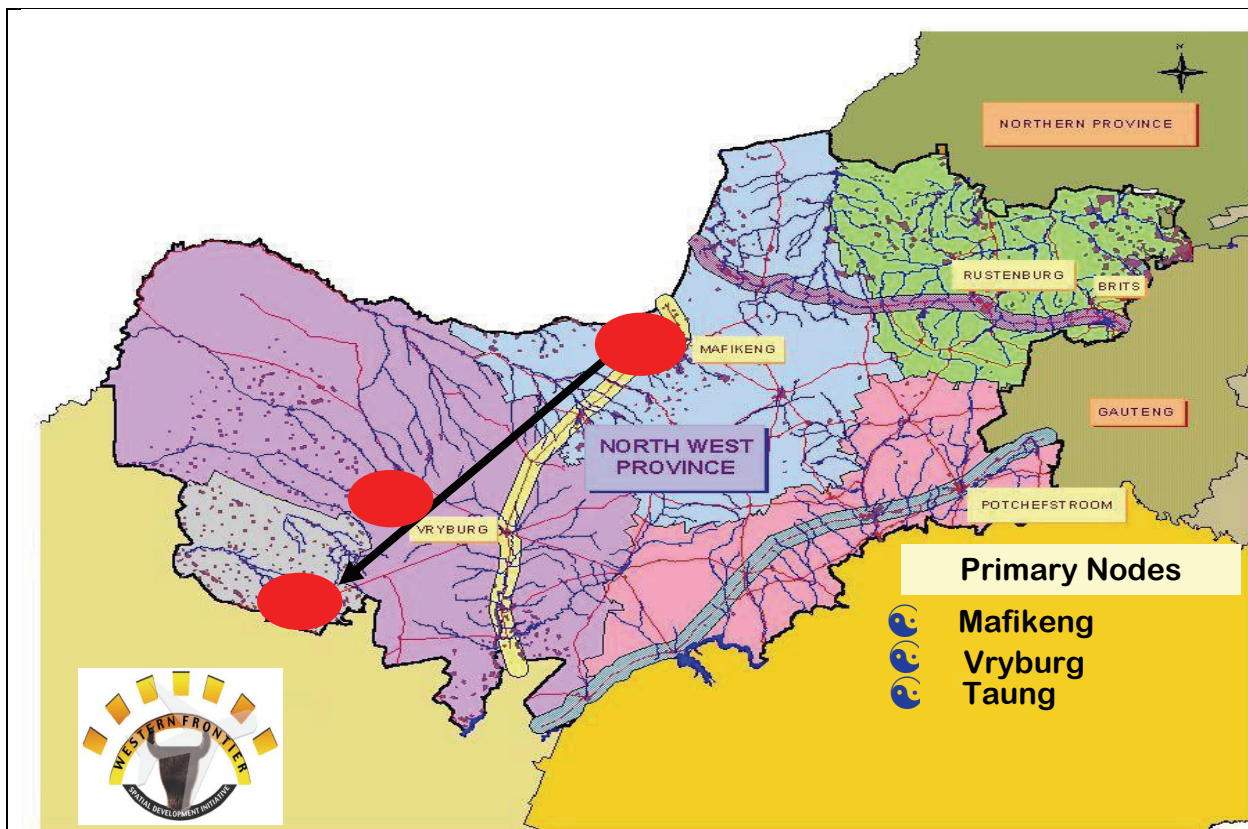 N
NORTHERN PROVINCE
RUSTENBURG
BRITS
MAFIKENG
GAUTENG
NORTH WEST
PROVINCE
POTCHEFSTROOM
VRYBURG
Primary Nodes
Mafikeng
Vryburg
Taung
WESTERN FRONTIER
SPATIAL DEVELOPMENT INITIATIVE